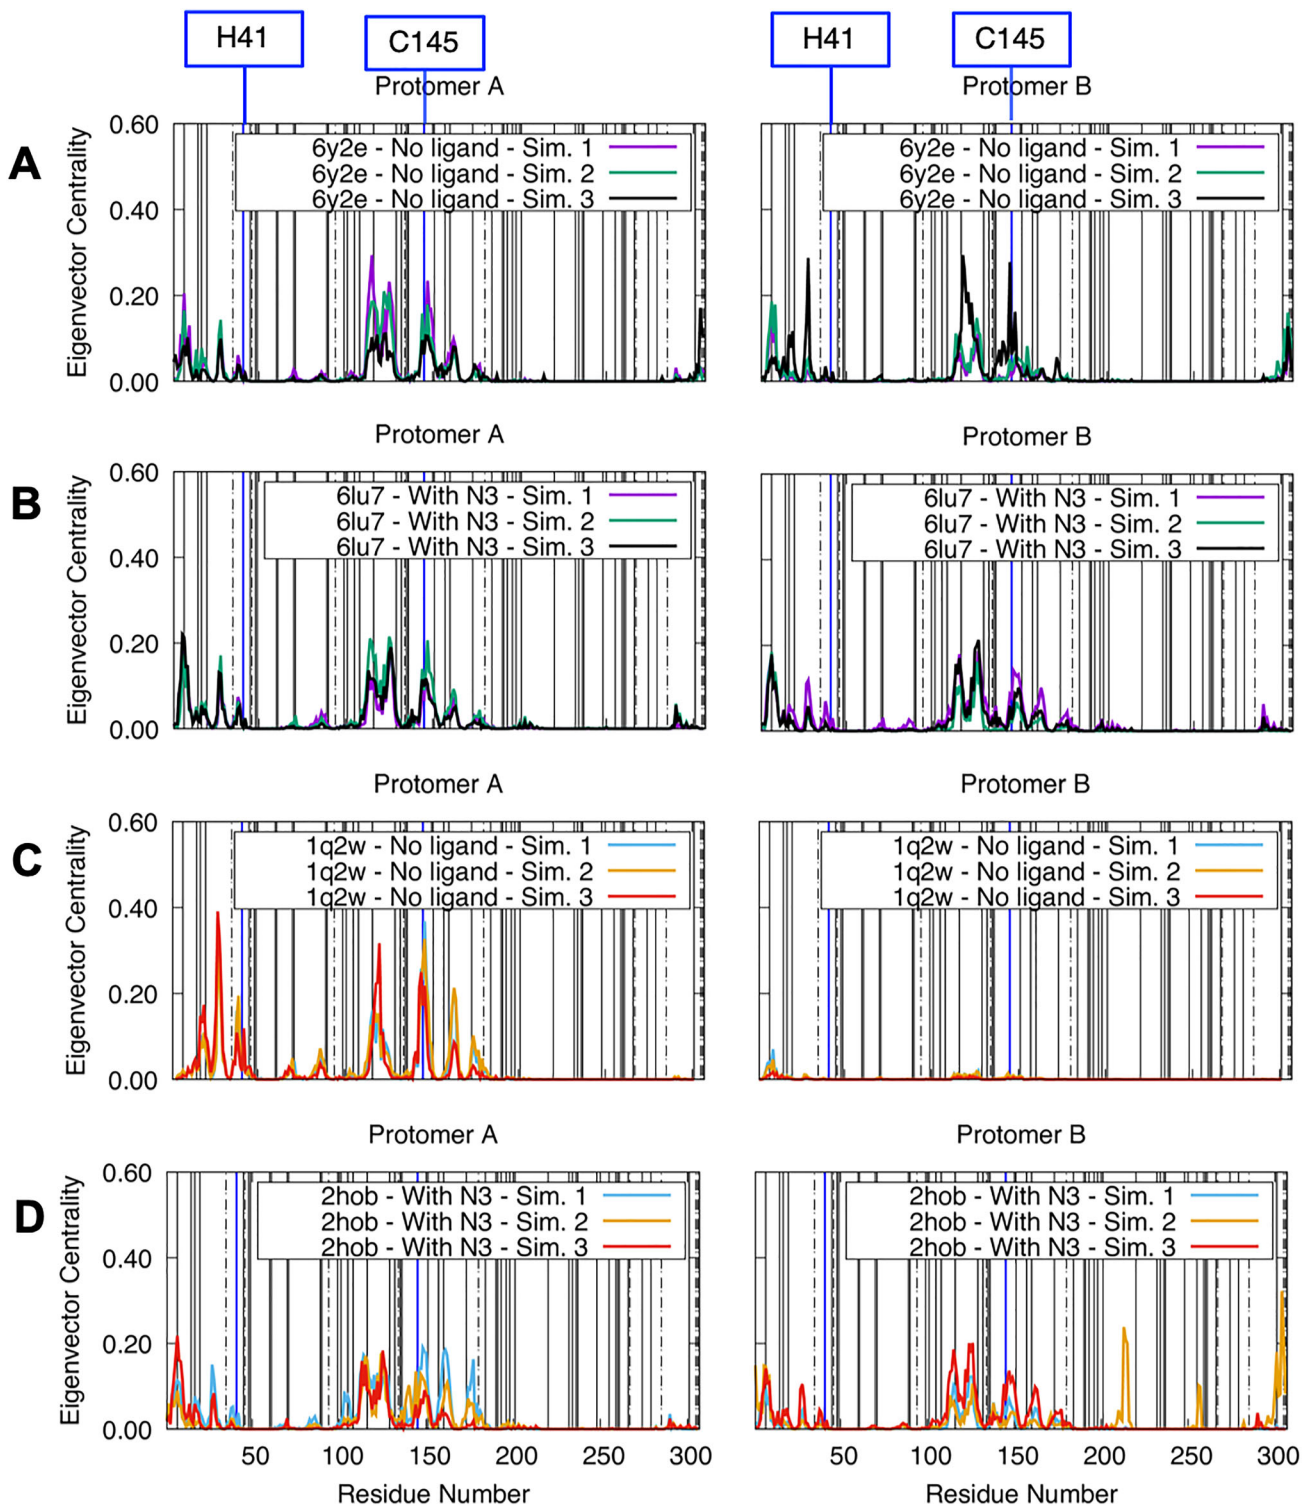 H41 C145 H41 C145
Protomer A Protomer B
A
Eigenvector Centrality
0.60
0.40
0.20
0.00
6y2e - No ligand - Sim. 1
6y2e - No ligand - Sim. 2
6y2e - No ligand - Sim. 3
6y2e - No ligand - Sim. 1
6y2e - No ligand - Sim. 2
6y2e - No ligand - Sim. 3
Protomer A Protomer B
B
Eigenvector Centrality
0.60
0.40
0.20
0.00
6lu7 - With N3 - Sim. 1
6lu7 - With N3 - Sim. 2
6lu7 - With N3 - Sim. 3
6lu7 - With N3 - Sim. 1
6lu7 - With N3 - Sim. 2
6lu7 - With N3 - Sim. 3
Protomer A Protomer B
C
Eigenvector Centrality
0.60
0.40
0.20
0.00
1q2w - No ligand - Sim. 1
1q2w - No ligand - Sim. 2
1q2w - No ligand - Sim. 3
1q2w - No ligand - Sim. 1
1q2w - No ligand - Sim. 2
1q2w - No ligand - Sim. 3
Protomer A Protomer B
D
Eigenvector Centrality
0.60
0.40
0.20
0.00
2hob - With N3 - Sim. 1
2hob - With N3 - Sim. 2
2hob - With N3 - Sim. 3
2hob - With N3 - Sim. 1
2hob - With N3 - Sim. 2
2hob - With N3 - Sim. 3
50 100 150 200 250 300 50 100 150 200 250 300
Residue Number Residue Number